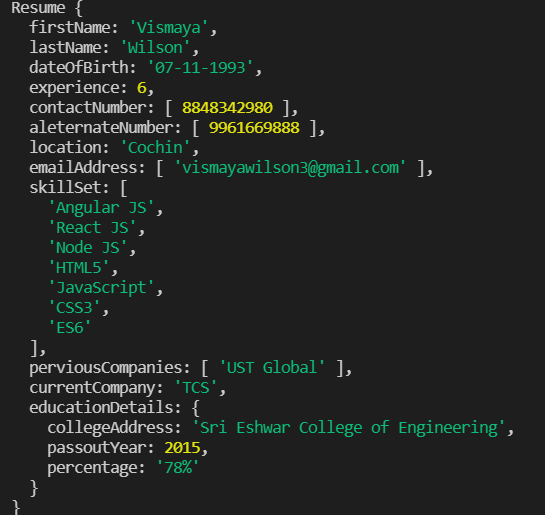 Resume {
  firstName: 'Vismaya',
  lastName: 'Wilson',
  dateOfBirth: '07-11-1993',
  experience: 6,
  contactNumber: [ 8848342980 ],
  aleternateNumber: [ 9961669888 ],
  location: 'Cochin',
  emailAddress: [ 'vismayawilson3@gmail.com' ],
  skillSet: [
    'Angular JS',
    'React JS',
    'Node JS',
    'HTML5',
    'JavaScript',
    'CSS3',
    'ES6'
  ],
  perviousCompanies: [ 'UST Global' ],
  currentCompany: 'TCS',
  educationDetails: {
    collegeAddress: 'Sri Eshwar College of Engineering',
    passoutYear: 2015,
    percentage: '78%'
  }
}